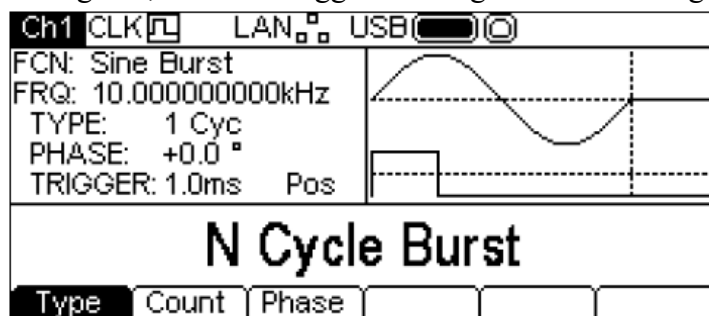 Ch1 CLK LAN USB
FCN: Sine Burst
FRQ: 10.000000000kHz
TYPE: 1 Cyc
PHASE: +0.0 °
TRIGGER: 1.0ms Pos
N Cycle Burst
Type Count Phase